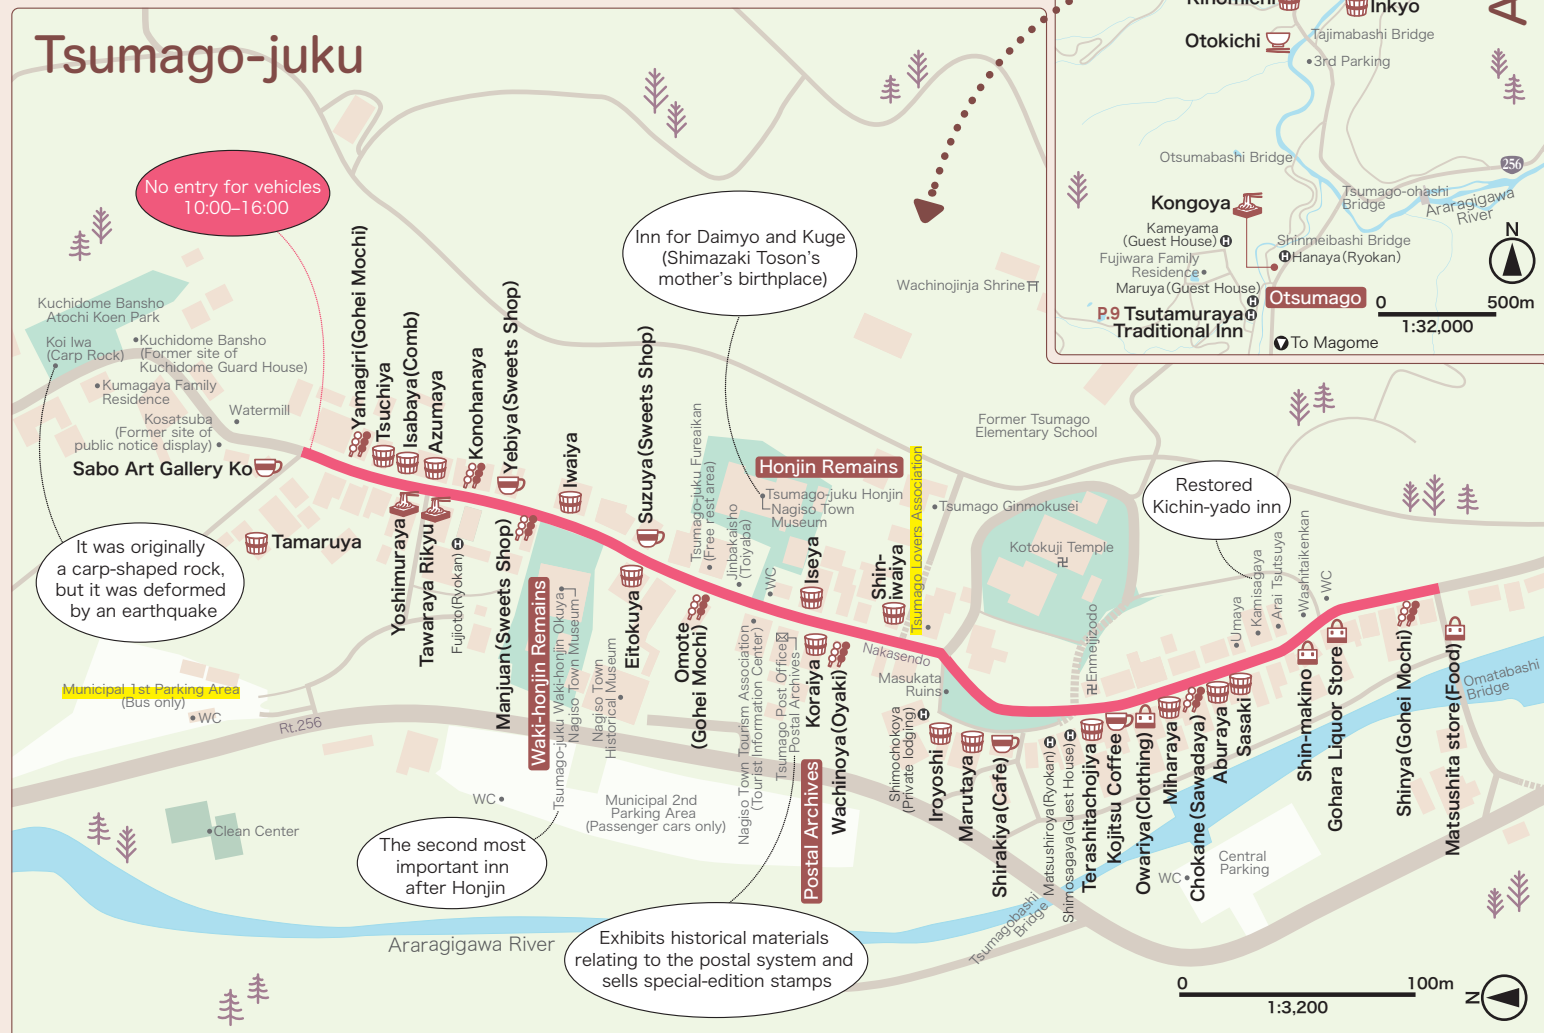 Tsumago-juku
No entry for vehicles
10:00–16:00
Inn for Daimyo and Kuge
(Shimazaki Toson's
mother's birthplace)
Inkyo
Otokichi
Tajimabashi Bridge
3rd Parking
Otsumabashi Bridge
256
Tsumago-ohashi
Bridge
Araragigawa
River
Kongoya
Kameyama
(Guest House)
Shinmeibashi Bridge
Hanaya(Ryokan)
Fujiwara Family
Residence
Maruya(Guest House)
Otsumago
P.9 Tsutamuraya
Traditional Inn
To Magome
N
0 500m
1:32,000
Wachinojinja Shrine
Kuchidome Bansho
Atochi Koen Park
Koi Iwa
(Carp Rock)
Kuchidome Bansho
(Former site of
Kuchidome Guard House)
Kumagaya Family
Residence
Watermill
Kosatsuba
(Former site of
public notice display)
Sabo Art Gallery Ko
Yamagiri(Gohei Mochi)
Tsuchiya
Isabaya(Comb)
Azumaya
Konohanaya
Yebiya(Sweets Shop)
Iwaiya
Suzuya(Sweets Shop)
Tsumago-juku Fureaikan
(Free rest area)
Jinbakaisho
(Toiyaba)
WC
Honjin Remains
Tsumago-juku Honjin
Nagiso Town
Museum
Iseya
Shin-
iwaiya
Tsumago Lovers Association
Tsumago Ginmokusei
Former Tsumago
Elementary School
Kotokuji Temple
卍
卍Enmeijizodo
Restored
Kichin-yado inn
Umaya
Kamisagaya
Arai Tsutsuya
Washitaikenkan
WC
It was originally
a carp-shaped rock,
but it was deformed
by an earthquake
Tamaruya
Yoshimuraya
Tawaraya Rikyu
Fujioto(Ryokan)
Manjuan(Sweets Shop)
Waki-honjin Remains
Tsumago-juku Waki-honjin Okuya
Nagiso Town Museum
Nagiso Town
Historical Museum
Eitokuya
Omote
(Gohei Mochi)
Nagiso Town Tourism Association
(Tourist Information Center)
Tsumago Post Office
Postal Archives
Koraiya
Postal Archives
Wachinoya(Oyaki)
Nakasendo
Masukata
Ruins
Shimochokoya
(Private lodging)
Iroyoshi
Marutaya
Shirakiya(Cafe)
Matsushiroya(Ryokan)
Shimosagaya(Guest House)
Terashitachojiya
Kojitsu Coffee
Owariya(Clothing)
Miharaya
Chokane(Sawaday)
Aburaya
Sasaki
Shin-makino
Gohara Liquor Store
Shinya(Gohei Mochi)
Matsushita store(Food)
Omatabashi
Bridge
Municipal 1st Parking Area
(Bus only)
WC
Rt.256
Clean Center
WC
Municipal 2nd
Parking Area
(Passenger cars only)
The second most
important inn
after Honjin
Central
Parking
WC
Tsumagobashi
Bridge
Araragigawa River
Exhibits historical materials
relating to the postal system and
sells special-edition stamps
0 100m
1:3,200
N